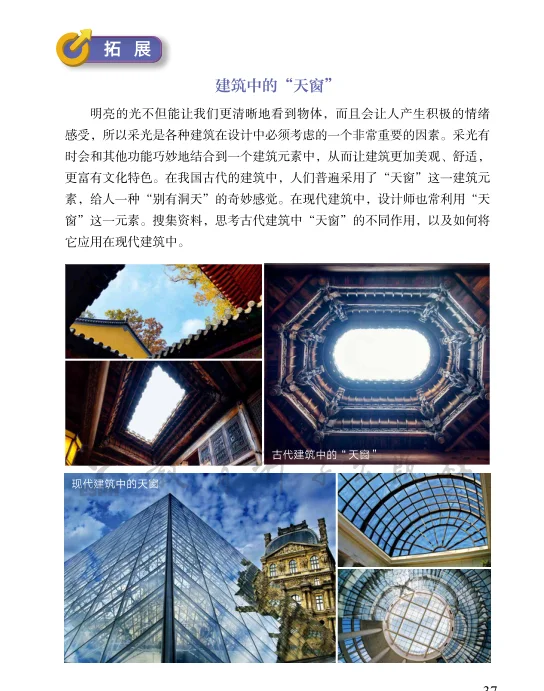 拓展
建筑中的“天窗”
明亮的光不但能让我们更清晰地看到物体，而且会让人产生积极的情绪
感受，所以采光是各种建筑在设计中必须考虑的一个非常重要的因素。采光有
时会和其他功能巧妙地结合到一个建筑元素中，从而让建筑更加美观、舒适，
更富有文化特色。在我国古代的建筑中，人们普遍采用了“天窗”这一建筑元
素，给人一种“别有洞天”的奇妙感觉。在现代建筑中，设计师也常利用“天
窗”这一元素。搜集资料，思考古代建筑中“天窗”的不同作用，以及如何将
它应用在现代建筑中。
古代建筑中的“天窗”
现代建筑中的天窗
37